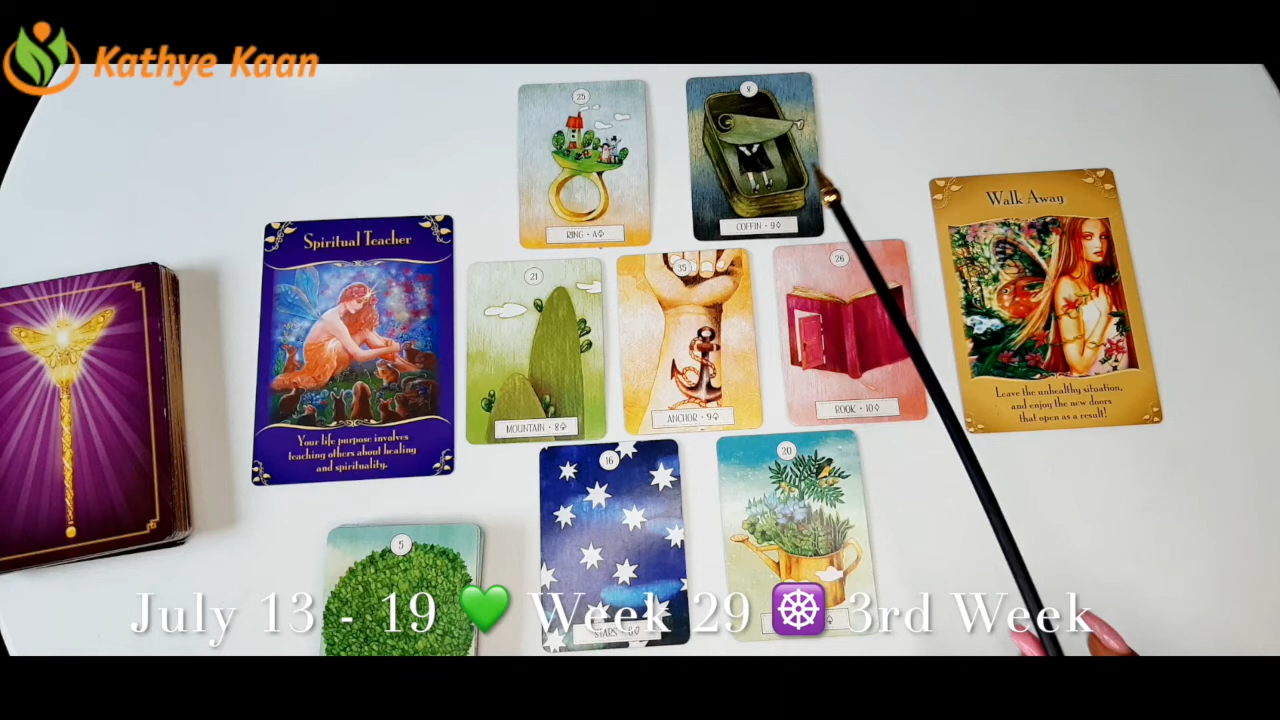 Kathye Kaan
25
RING • A
8
COFFIN • 9
Walk Away
Spiritual Teacher
21
35
26
MOUNTAIN • 8
ANCHOR • 9
BOOK • 10
Leave the unhealthy situation,
and enjoy the new doors
that open as a result!
Your life purpose involves
teaching others about healing
and spirituality.
16
20
5
July 13 - 19 💚 Week 29 ☸ 3rd Week
STARS • 6